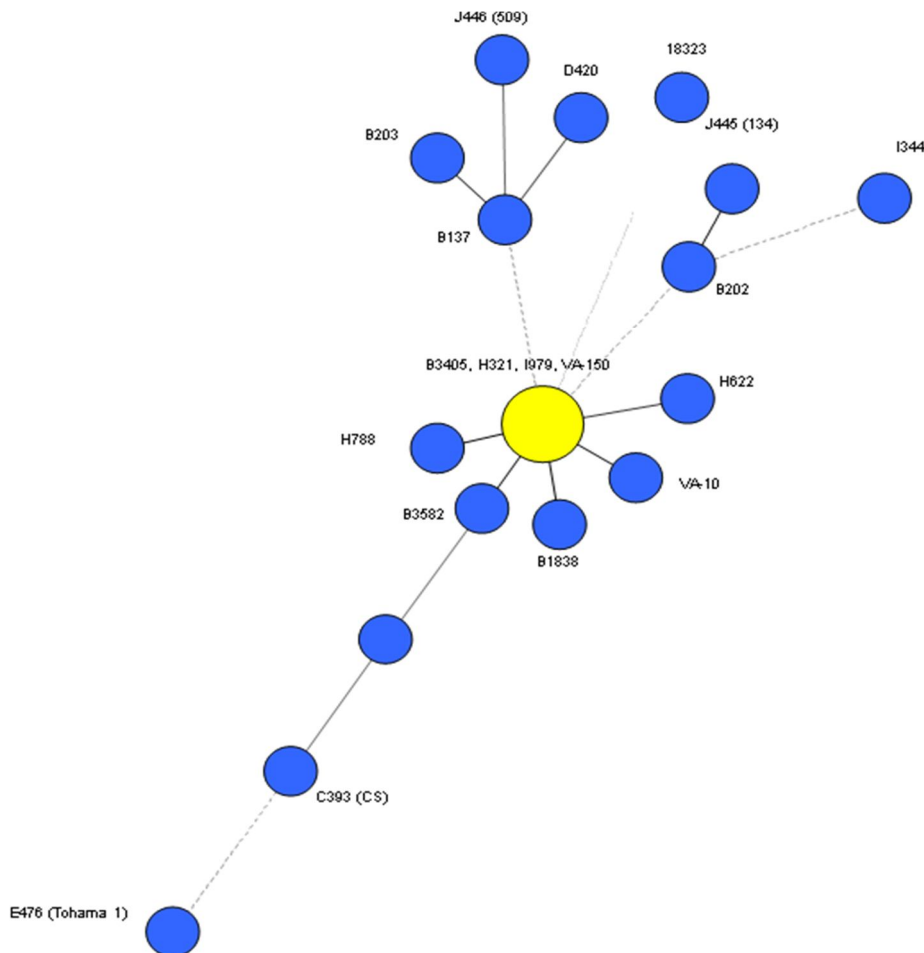 J446 (509)
18323
D420
J445 (134)
B203
I344
B137
B202
B3405, H321, I979, VA-150
H622
H788
VA-10
B3582
B1838
C393 (CS)
E476 (Tohama 1)